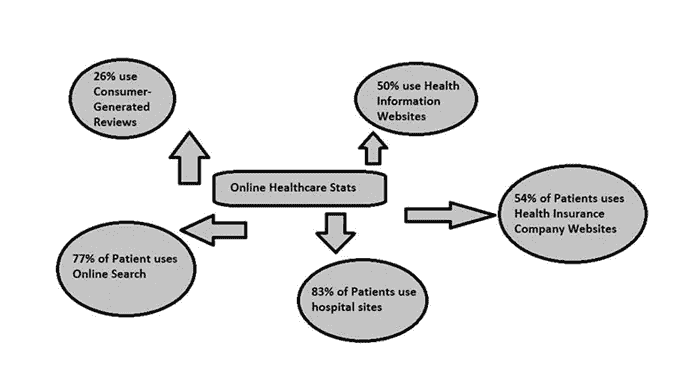 26% use
Consumer-
Generated
Reviews
50% use Health
Information
Websites
Online Healthcare Stats
54% of Patients uses
Health Insurance
Company Websites
77% of Patient uses
Online Search
83% of Patients use
hospital sites